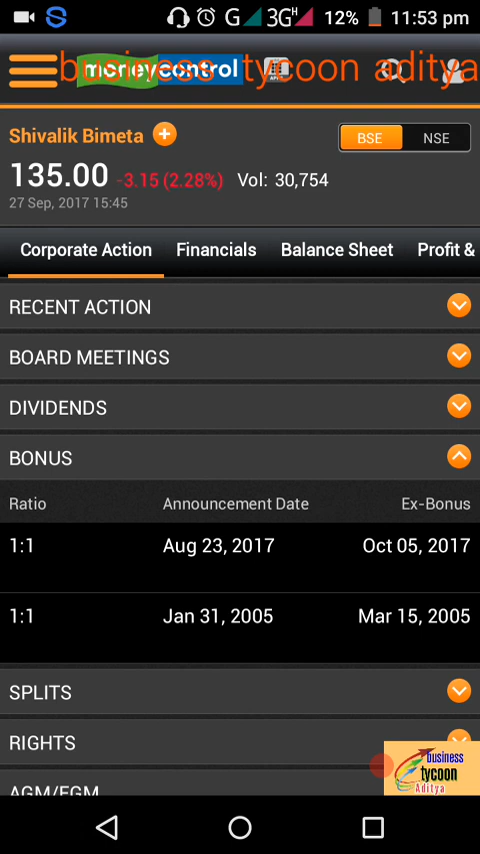 G 3G H 12% 11:53 pm
business tycoon aditya
moneycontrol
Shivalik Bimeta +
BSE NSE
135.00 -3.15 (2.28%) Vol: 30,754
27 Sep, 2017 15:45
Corporate Action Financials Balance Sheet Profit &
RECENT ACTION
BOARD MEETINGS
DIVIDENDS
BONUS
Ratio Announcement Date Ex-Bonus
1:1 Aug 23, 2017 Oct 05, 2017
1:1 Jan 31, 2005 Mar 15, 2005
SPLITS
RIGHTS
business
tycoon
Aditya
AGM/EGM